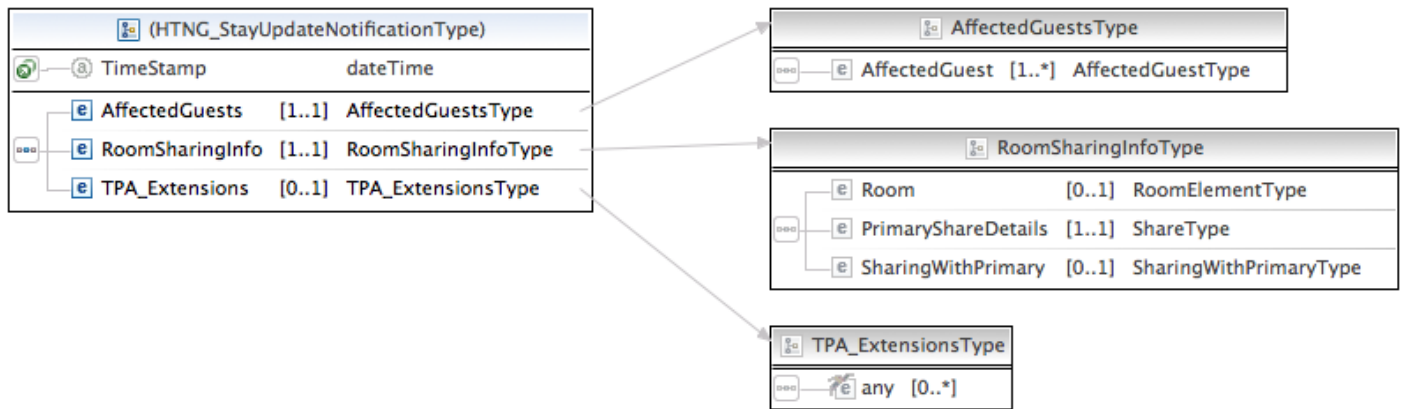 (HTNG_StayUpdateNotificationType)
a TimeStamp dateTime
e AffectedGuests [1..1] AffectedGuestsType
e RoomSharingInfo [1..1] RoomSharingInfoType
e TPA_Extensions [0..1] TPA_ExtensionsType
AffectedGuestsType
e AffectedGuest [1..*] AffectedGuestType
RoomSharingInfoType
e Room [0..1] RoomElementType
e PrimaryShareDetails [1..1] ShareType
e SharingWithPrimary [0..1] SharingWithPrimaryType
TPA_ExtensionsType
e any [0..*]